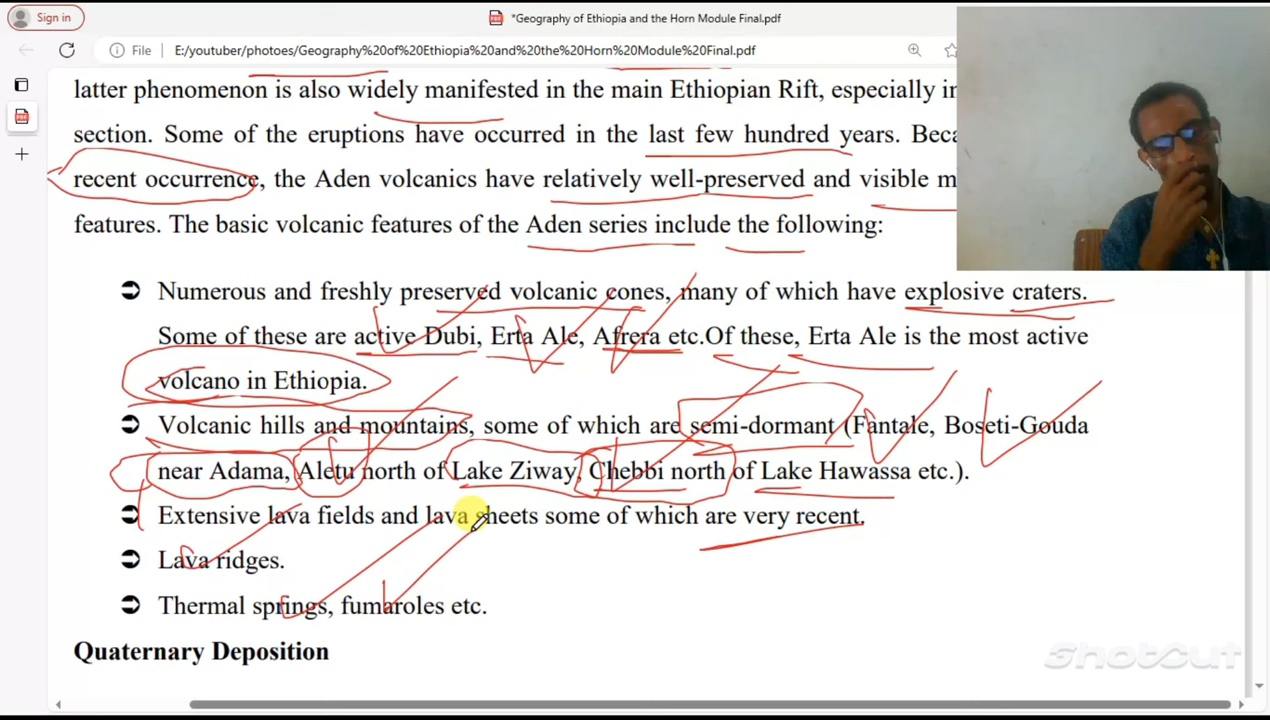 Sign in
*Geography of Ethiopia and the Horn Module Final.pdf
File E:/youtuber/photoes/Geography%20of%20Ethiopia%20and%20the%20Horn%20Module%20Final.pdf
latter phenomenon is also widely manifested in the main Ethiopian Rift, especially in
section. Some of the eruptions have occurred in the last few hundred years. Beca
recent occurrence, the Aden volcanics have relatively well-preserved and visible m
features. The basic volcanic features of the Aden series include the following:
Numerous and freshly preserved volcanic cones, many of which have explosive craters.
Some of these are active Dubi, Erta Ale, Afrera etc.Of these, Erta Ale is the most active
volcano in Ethiopia.
Volcanic hills and mountains, some of which are semi-dormant (Fantale, Boseti-Gouda
near Adama, Aletu north of Lake Ziway, Chebbi north of Lake Hawassa etc.).
Extensive lava fields and lava sheets some of which are very recent.
Lava ridges.
Thermal springs, fumaroles etc.
Quaternary Deposition
Shotcut